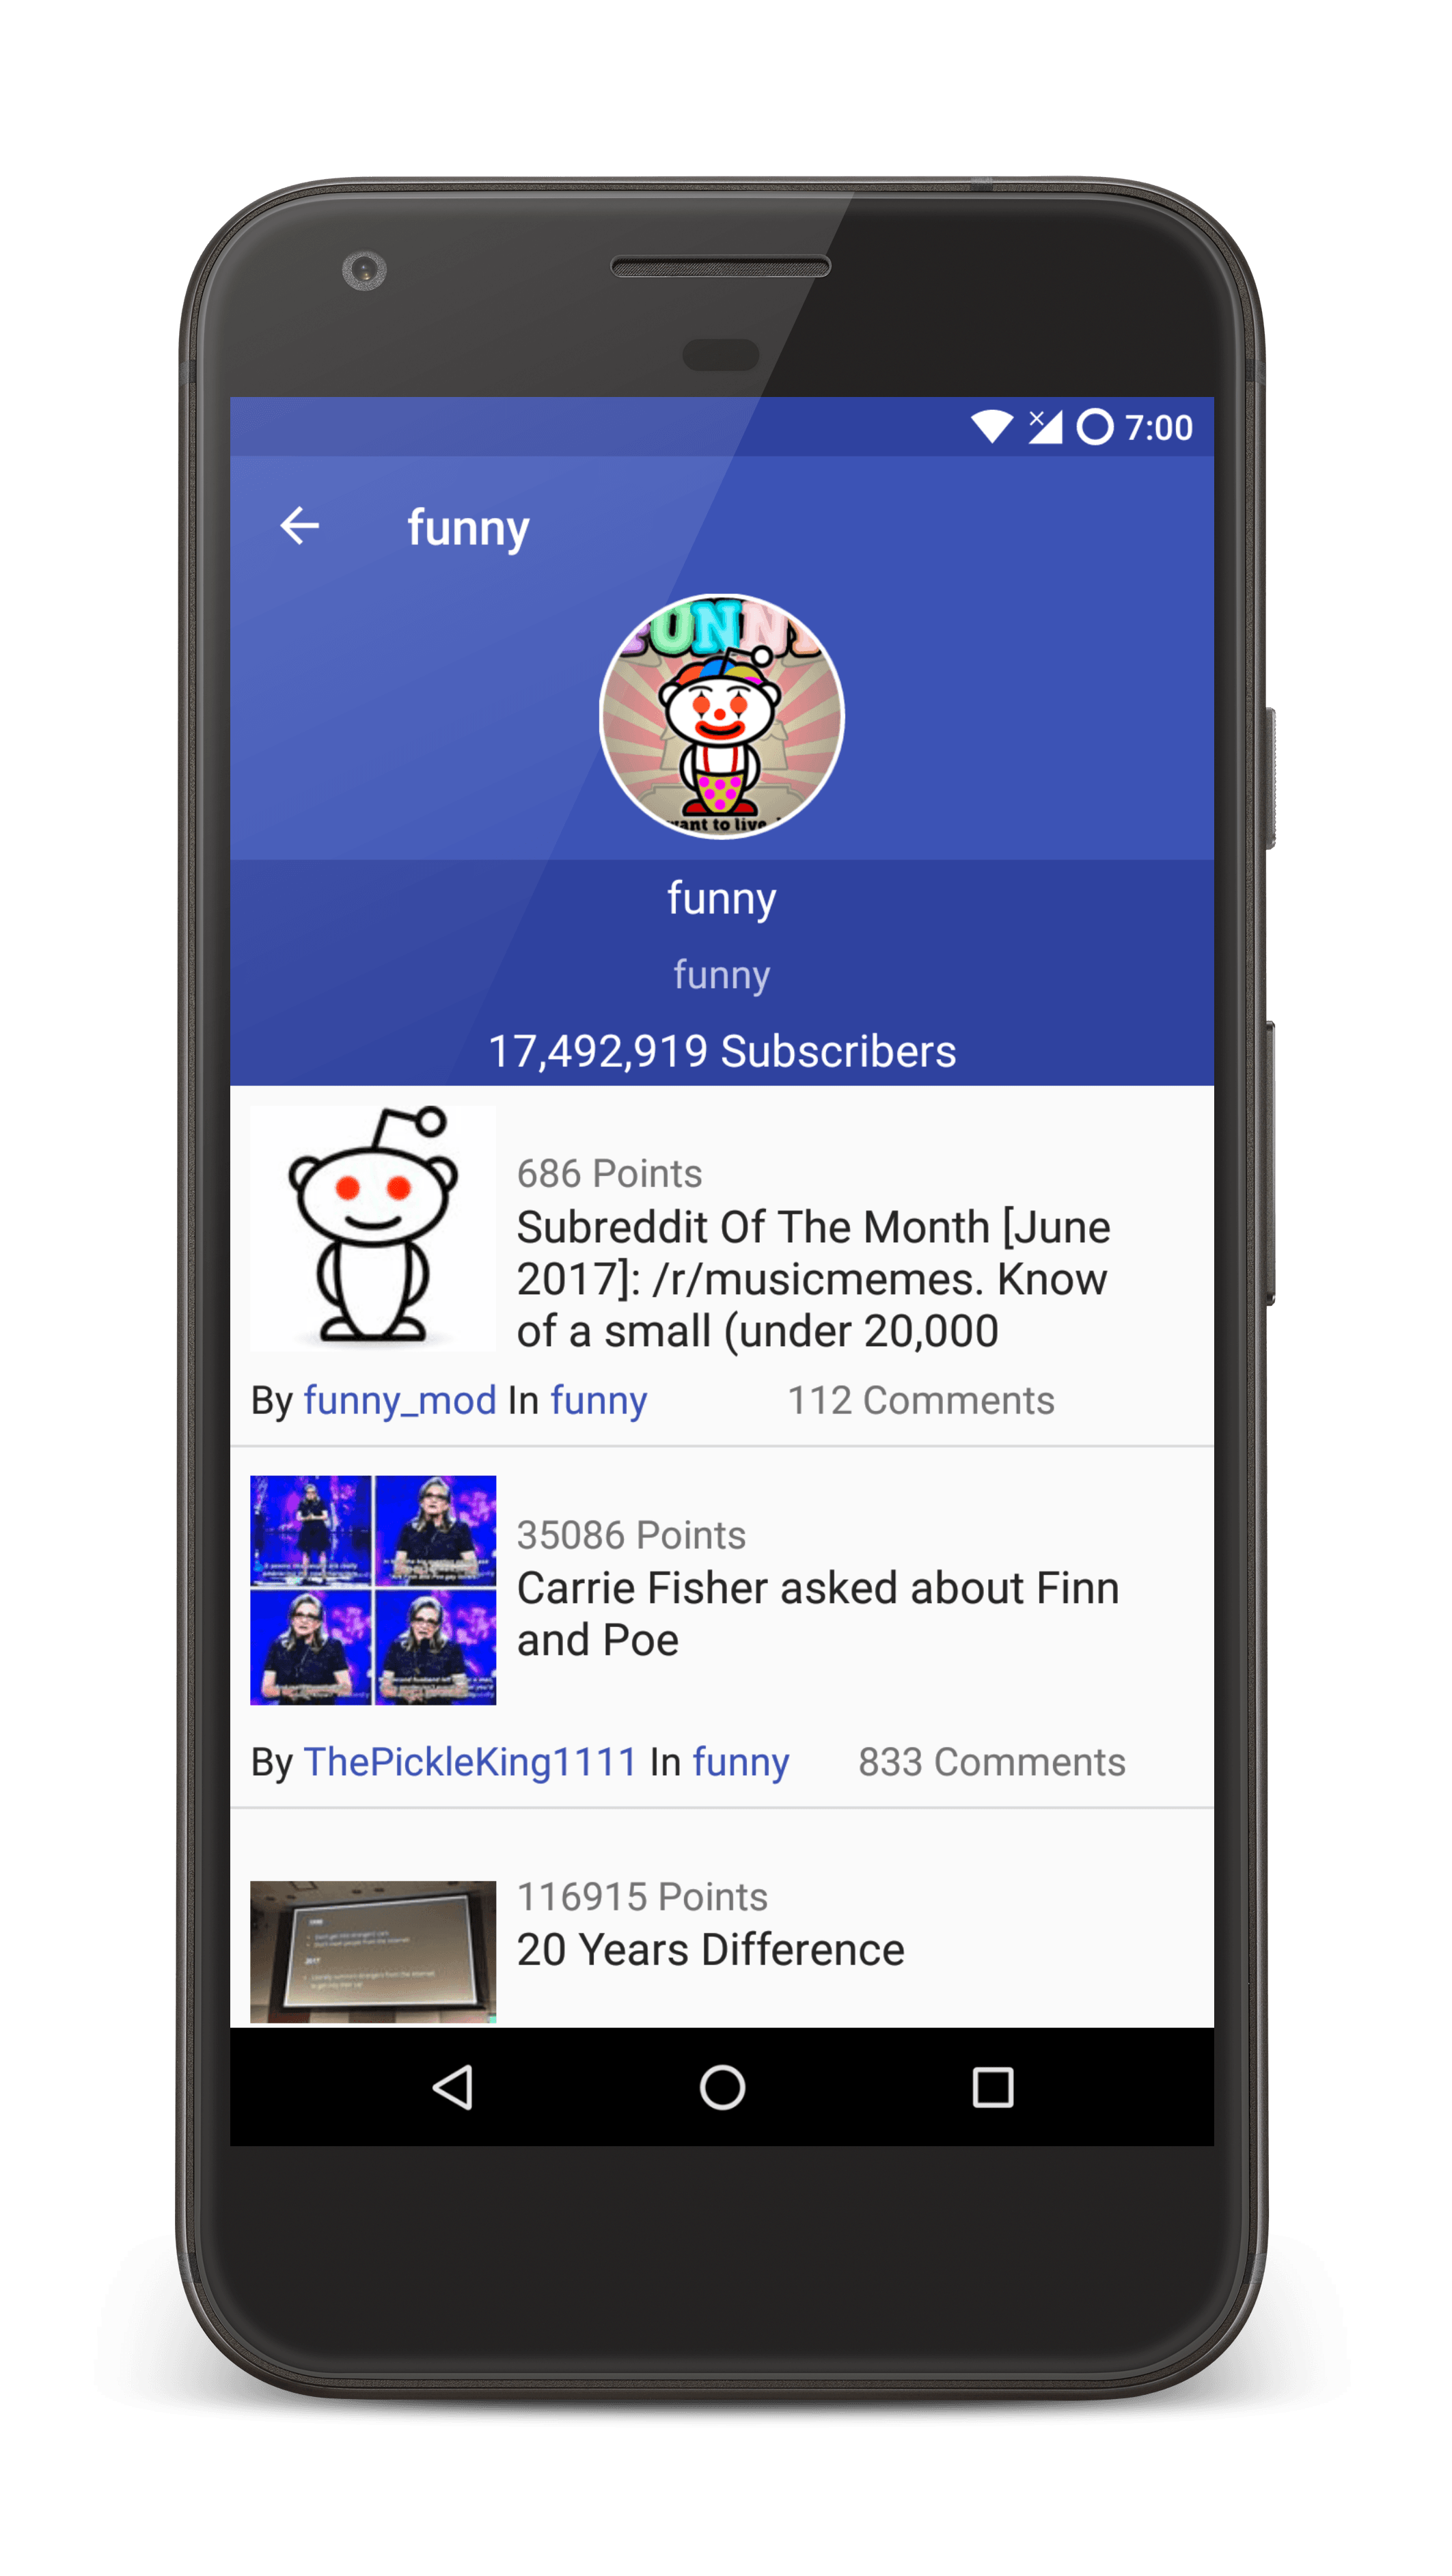 7:00
funny
FUNNY
want to live
funny
funny
17,492,919 Subscribers
686 Points
Subreddit Of The Month [June
2017]: /r/musicmemes. Know
of a small (under 20,000
By funny_mod In funny 112 Comments
35086 Points
Carrie Fisher asked about Finn
and Poe
By ThePickleKing1111 In funny 833 Comments
116915 Points
20 Years Difference
2017